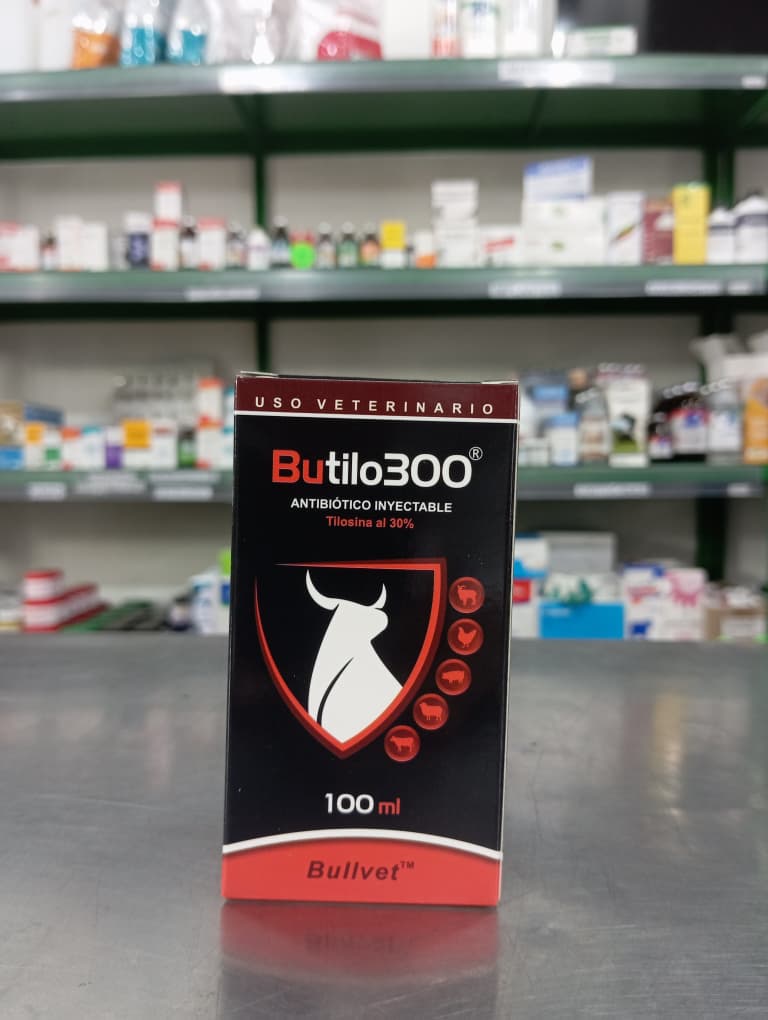 USO VETERINARIO
Butilo300®
ANTIBIÓTICO INYECTABLE
Tilosina al 30%
100 ml
Bullvet™